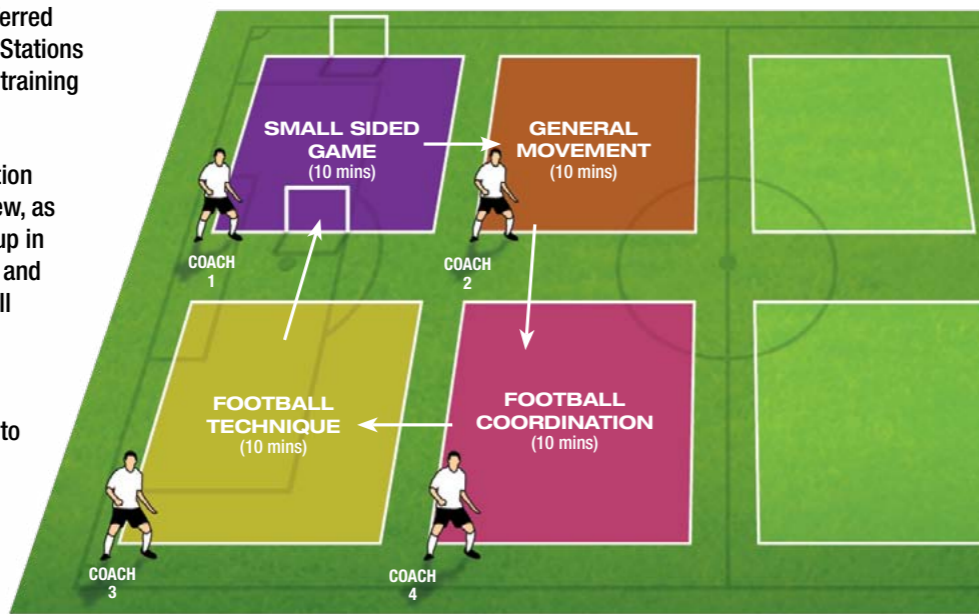 erred
Stations
training
tion
ew, as
up in
and
ll
to
SMALL SIDED
GAME
(10 mins)
GENERAL
MOVEMENT
(10 mins)
COACH
1
COACH
2
FOOTBALL
TECHNIQUE
(10 mins)
FOOTBALL
COORDINATION
(10 mins)
COACH
3
COACH
4